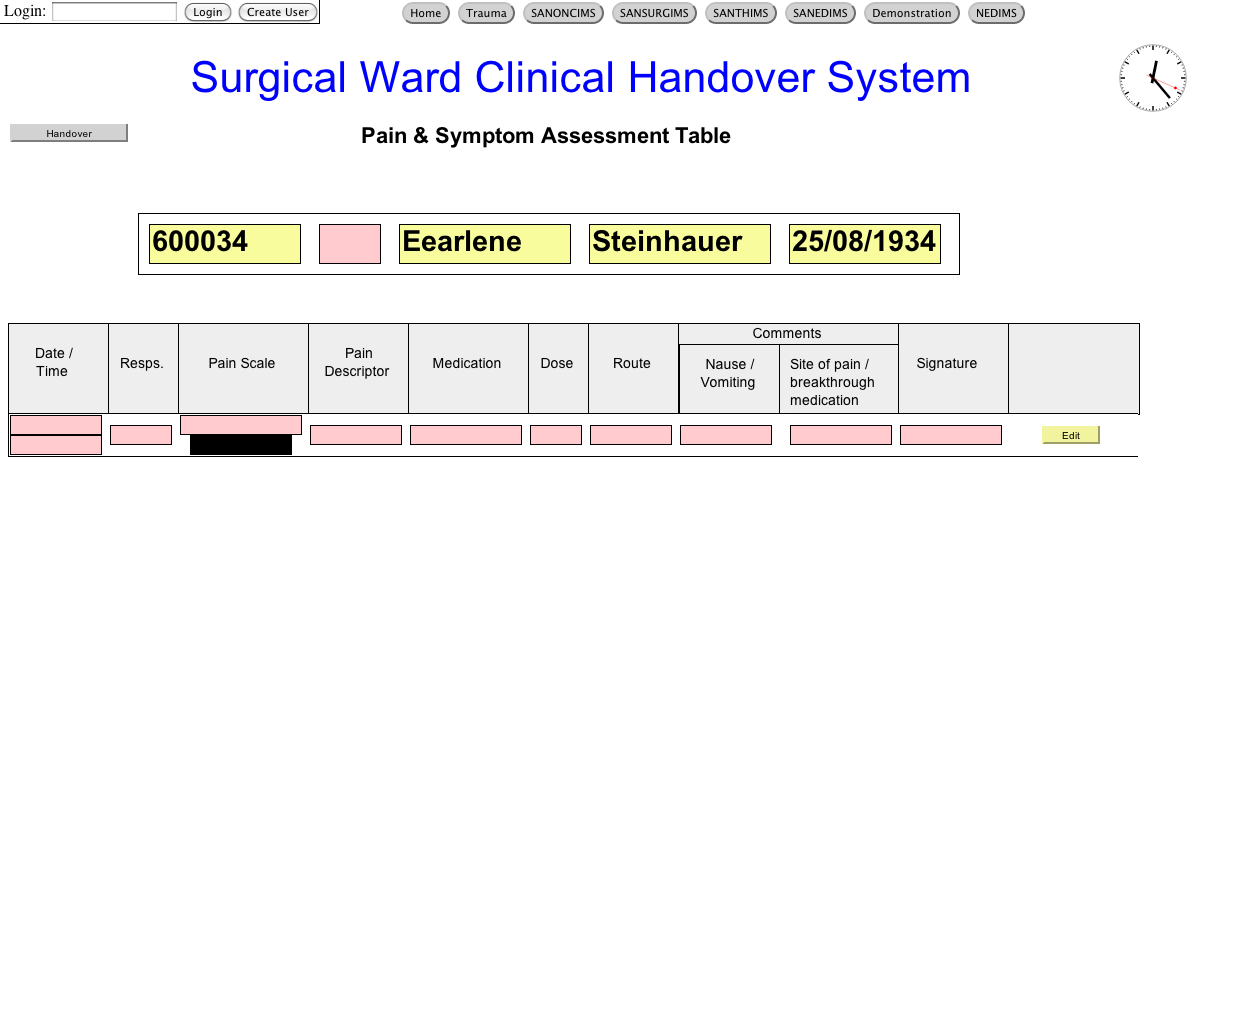 Login: Login Create User Home Trauma SANONCIMS SANSURGIMS SANTHIMS SANEDIMS Demonstration NEDIMS
Surgical Ward Clinical Handover System
Handover
Pain & Symptom Assessment Table
600034 Eearlene Steinhauer 25/08/1934
Date /
Time
Resps.
Pain Scale
Pain
Descriptor
Medication
Dose
Route
Comments
Nause /
Vomiting
Site of pain /
breakthrough
medication
Signature
Edit